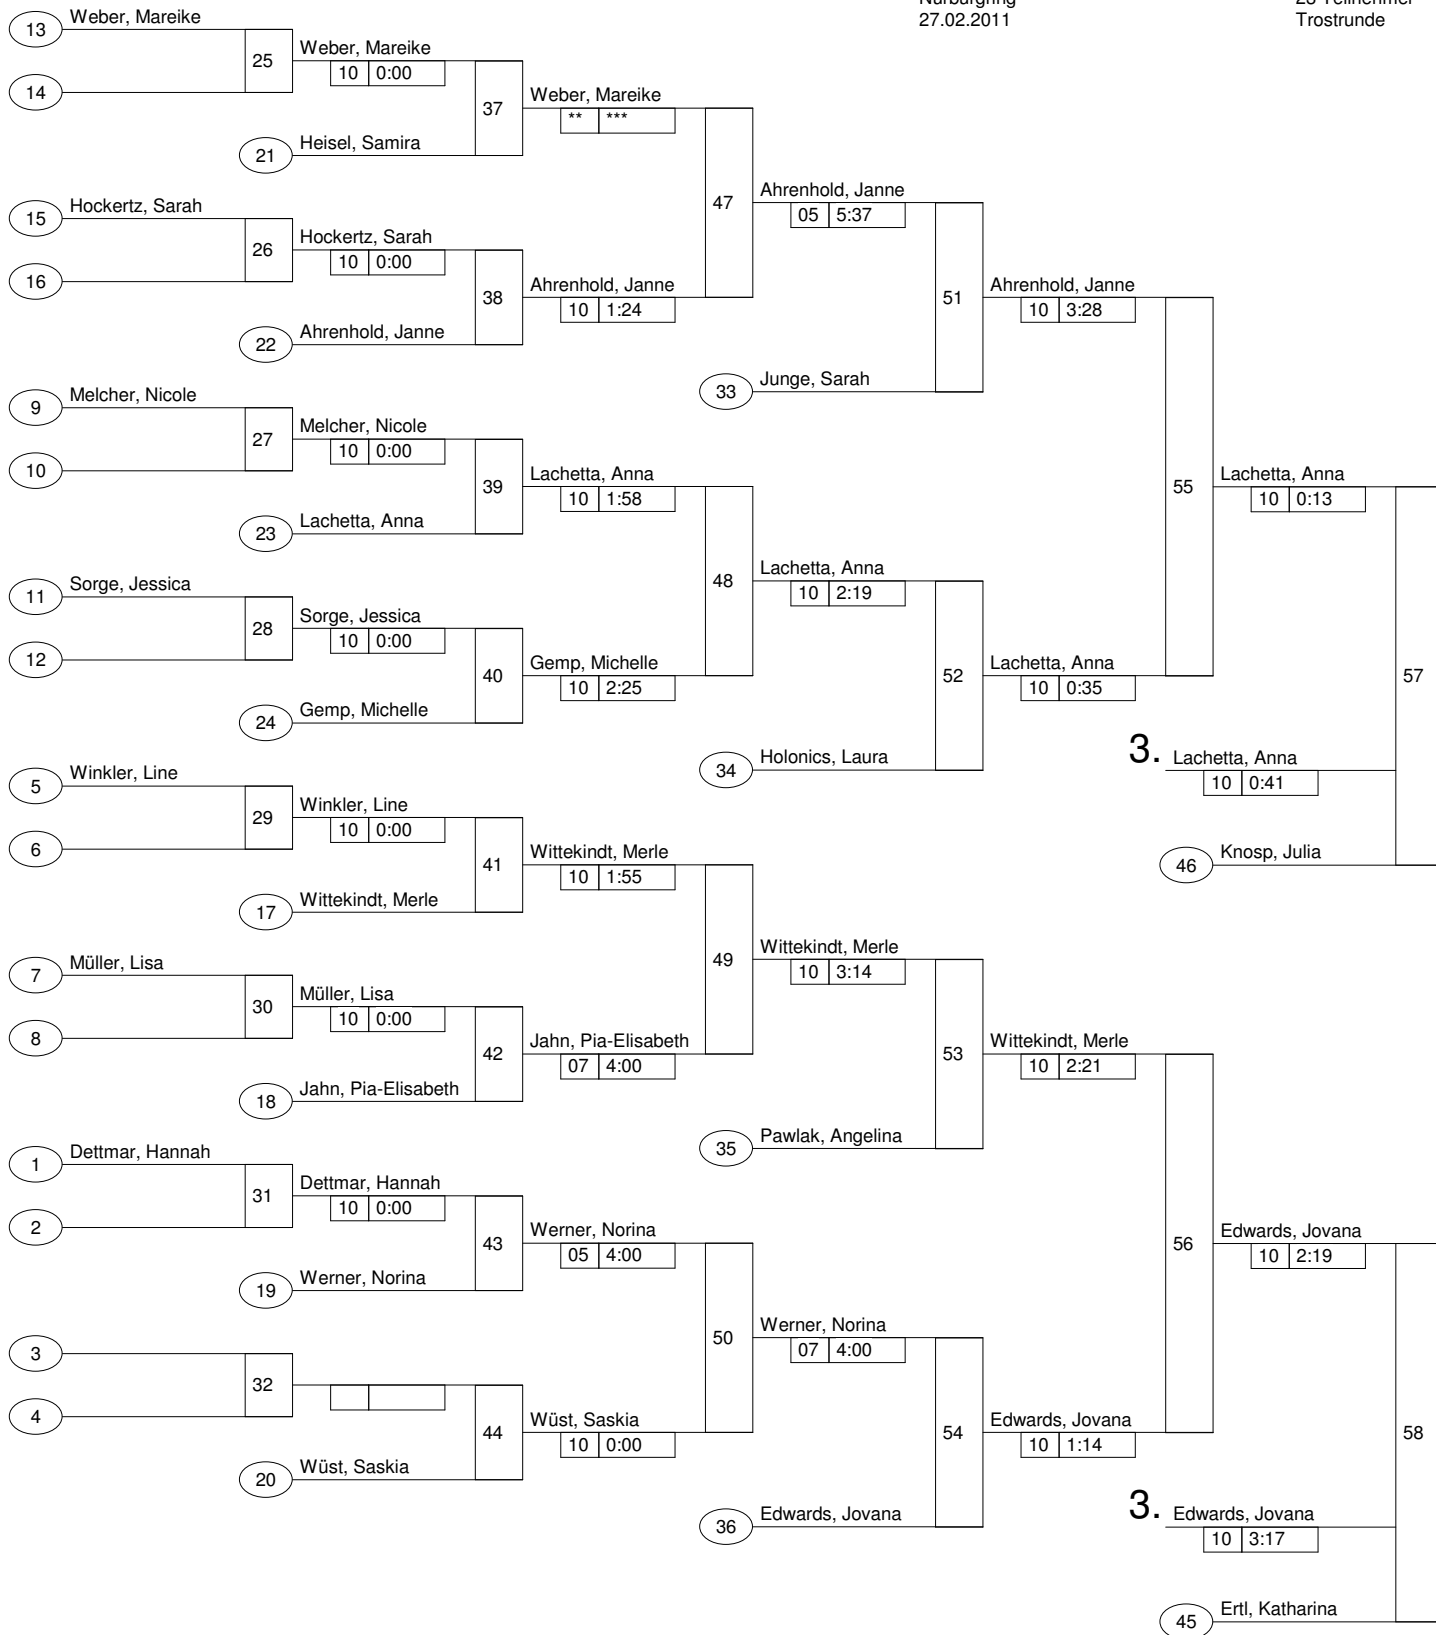 Nürburgring
27.02.2011
Trostrunde
13 Weber, Mareike
14
25
Weber, Mareike
10 0:00
21 Heisel, Samira
37
Weber, Mareike
** ***
15 Hockertz, Sarah
16
26
Hockertz, Sarah
10 0:00
22 Ahrenhold, Janne
38
Ahrenhold, Janne
10 1:24
47
Ahrenhold, Janne
05 5:37
33 Junge, Sarah
51
Ahrenhold, Janne
10 3:28
9 Melcher, Nicole
10
27
Melcher, Nicole
10 0:00
23 Lachetta, Anna
39
Lachetta, Anna
10 1:58
11 Sorge, Jessica
12
28
Sorge, Jessica
10 0:00
24 Gemp, Michelle
40
Gemp, Michelle
10 2:25
48
Lachetta, Anna
10 2:19
34 Holonics, Laura
52
Lachetta, Anna
10 0:35
55
Lachetta, Anna
10 0:13
57
3. Lachetta, Anna
10 0:41
46 Knosp, Julia
5 Winkler, Line
6
29
Winkler, Line
10 0:00
17 Wittekindt, Merle
41
Wittekindt, Merle
10 1:55
7 Müller, Lisa
8
30
Müller, Lisa
10 0:00
18 Jahn, Pia-Elisabeth
42
Jahn, Pia-Elisabeth
07 4:00
49
Wittekindt, Merle
10 3:14
35 Pawlak, Angelina
53
Wittekindt, Merle
10 2:21
1 Dettmar, Hannah
2
31
Dettmar, Hannah
10 0:00
19 Werner, Norina
43
Werner, Norina
05 4:00
3
4
32
20 Wüst, Saskia
44
Wüst, Saskia
10 0:00
50
Werner, Norina
07 4:00
36 Edwards, Jovana
54
Edwards, Jovana
10 1:14
56
Edwards, Jovana
10 2:19
58
3. Edwards, Jovana
10 3:17
45 Ertl, Katharina